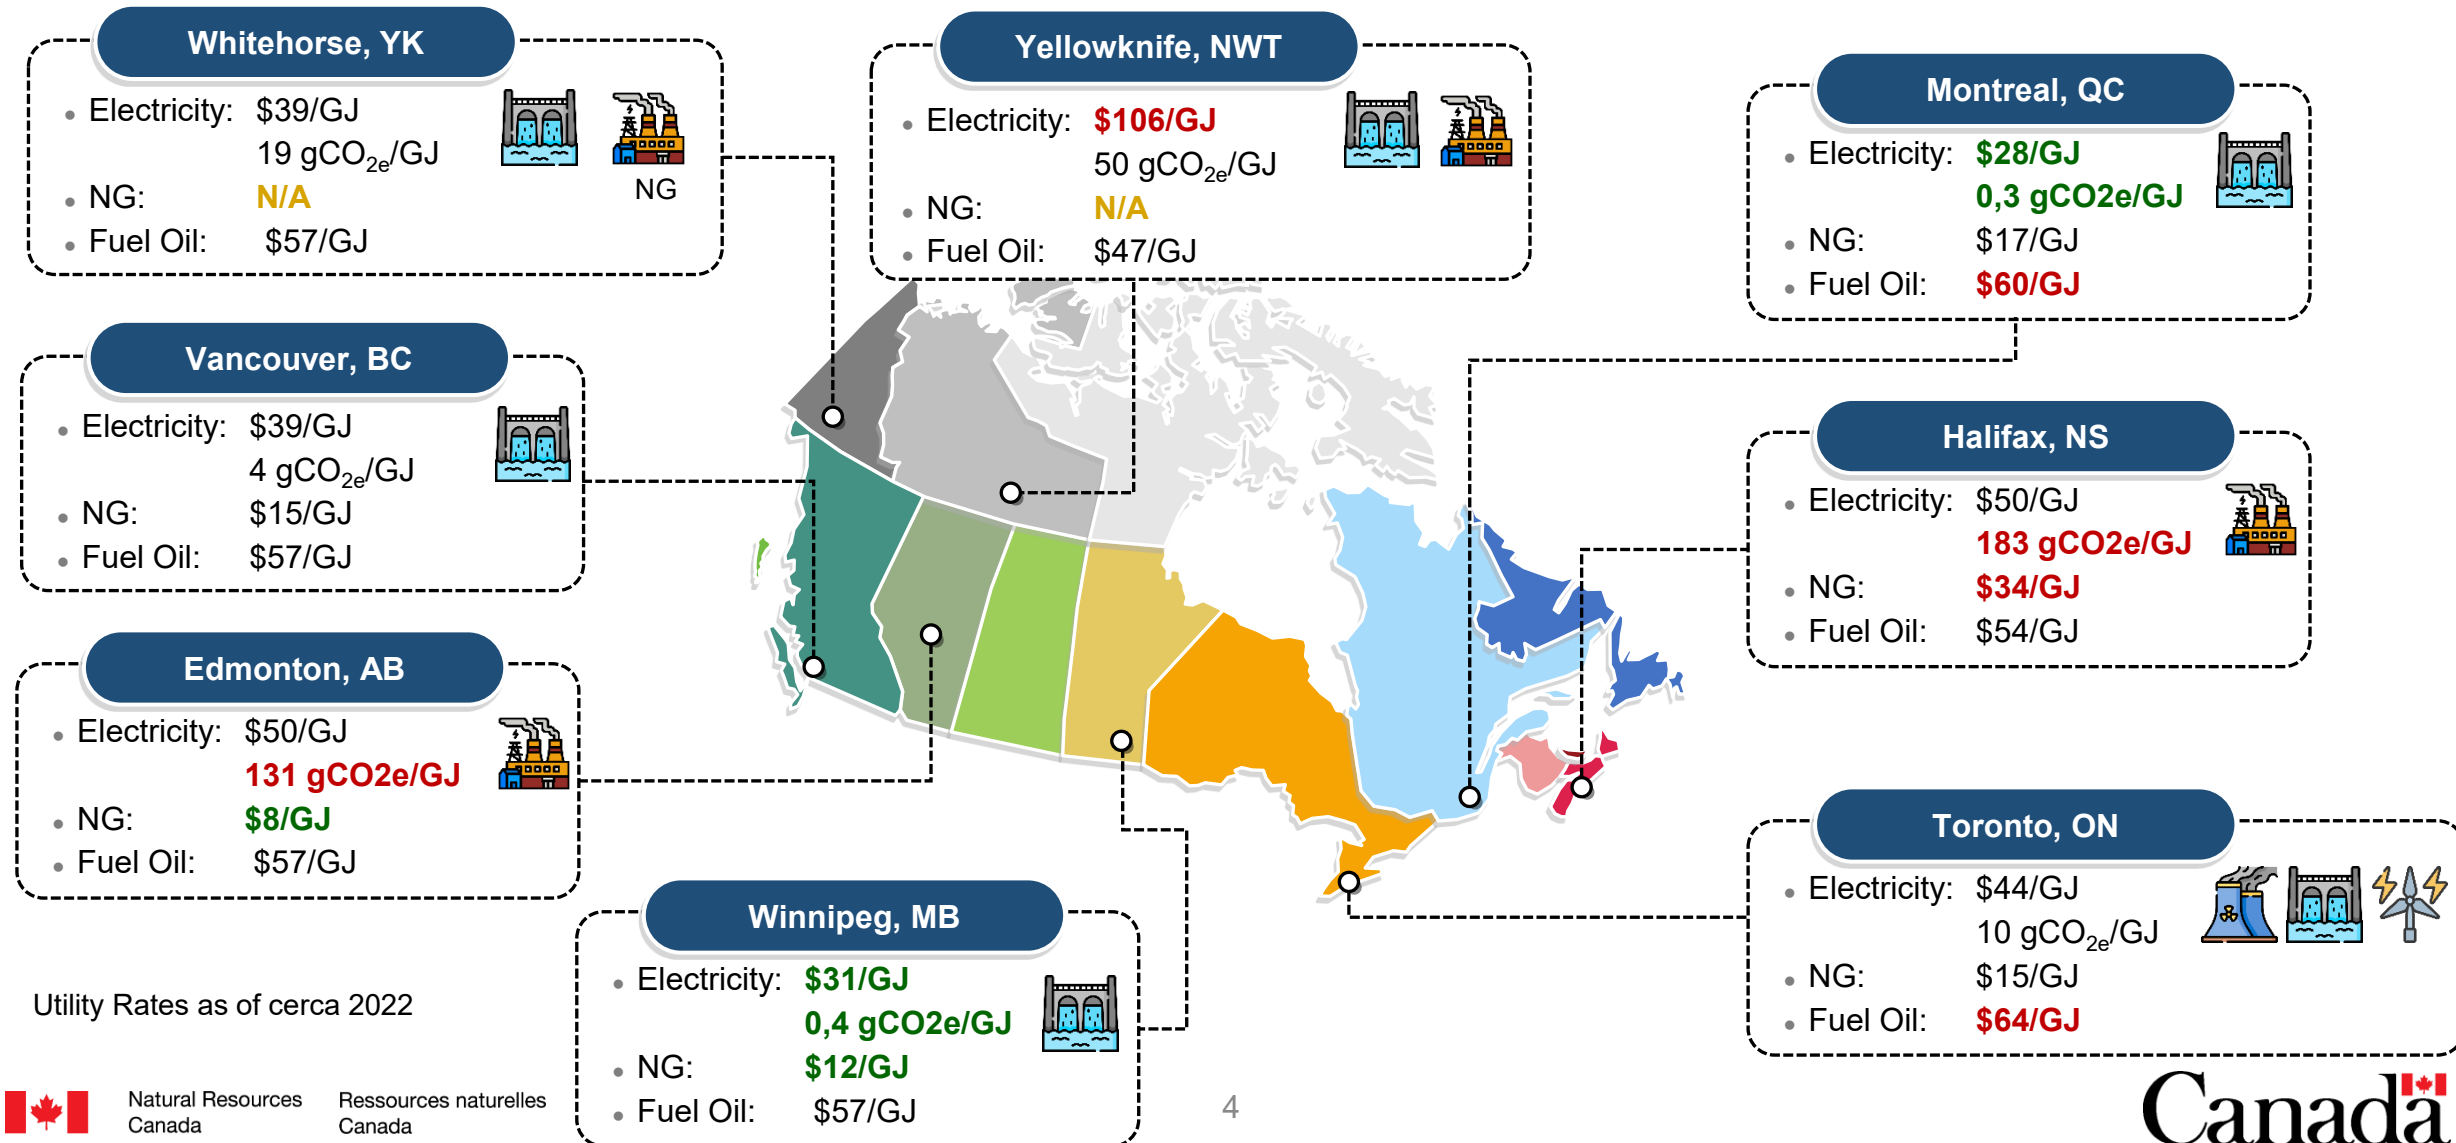 Whitehorse, YK
• Electricity: $39/GJ
19 gCO2e/GJ
• NG: N/A
• Fuel Oil: $57/GJ
NG
Yellowknife, NWT
• Electricity: $106/GJ
50 gCO2e/GJ
• NG: N/A
• Fuel Oil: $47/GJ
Montreal, QC
• Electricity: $28/GJ
0,3 gCO2e/GJ
• NG: $17/GJ
• Fuel Oil: $60/GJ
Vancouver, BC
• Electricity: $39/GJ
4 gCO2e/GJ
• NG: $15/GJ
• Fuel Oil: $57/GJ
Halifax, NS
• Electricity: $50/GJ
183 gCO2e/GJ
• NG: $34/GJ
• Fuel Oil: $54/GJ
Edmonton, AB
• Electricity: $50/GJ
131 gCO2e/GJ
• NG: $8/GJ
• Fuel Oil: $57/GJ
Winnipeg, MB
• Electricity: $31/GJ
0,4 gCO2e/GJ
• NG: $12/GJ
• Fuel Oil: $57/GJ
Toronto, ON
• Electricity: $44/GJ
10 gCO2e/GJ
• NG: $15/GJ
• Fuel Oil: $64/GJ
Utility Rates as of cerca 2022
Natural Resources
Canada
Ressources naturelles
Canada
4
Canada